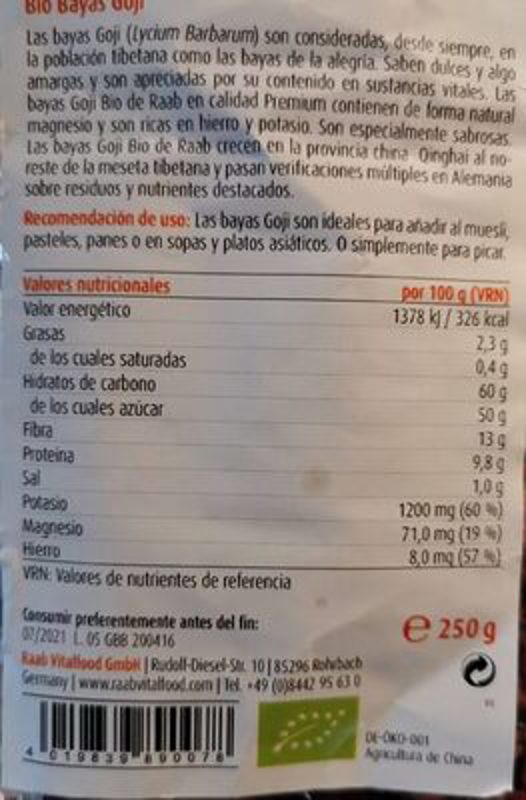 Bio Bayas Goji
Las bayas Goji (Lycium Barbarum) son consideradas, desde siempre, en
la población tibetana como las bayas de la alegría. Saben dulces y algo
amargas y son apreciadas por su contenido en sustancias vitales. Las
bayas Goji Bio de Raab en calidad Premium contienen de forma natural
magnesio y son ricas en hierro y potasio. Son especialmente sabrosas.
Las bayas Goji Bio de Raab crecen en la provincia china Qinghai al no-
reste de la meseta tibetana y pasan verificaciones múltiples en Alemania
sobre residuos y nutrientes destacados.
Recomendación de uso: Las bayas Goji son ideales para añadir al muesli,
pasteles, panes o en sopas y platos asiáticos. O simplemente para picar.
Valores nutricionales por 100 g (VRN)
Valor energético 1378 kJ / 326 kcal
Grasas 2,3 g
de los cuales saturadas 0,4 g
Hidratos de carbono 60 g
de los cuales azúcar 50 g
Fibra 13 g
Proteína 9,8 g
Sal 1,0 g
Potasio 1200 mg (60 %)
Magnesio 71,0 mg (19 %)
Hierro 8,0 mg (57 %)
VRN: Valores de nutrientes de referencia
Consumir preferentemente antes del fin:
07/2021 L. 05 GBB 200416
e 250 g
Raab Vitalfood GmbH | Rudolf-Diesel-Str. 10 | 85296 Rohrbach
Germany | www.raabvitalfood.com | Tel. +49 (0)8442 95 63 0
4 019839 890078
DE-ÖKO-001
Agricultura de China